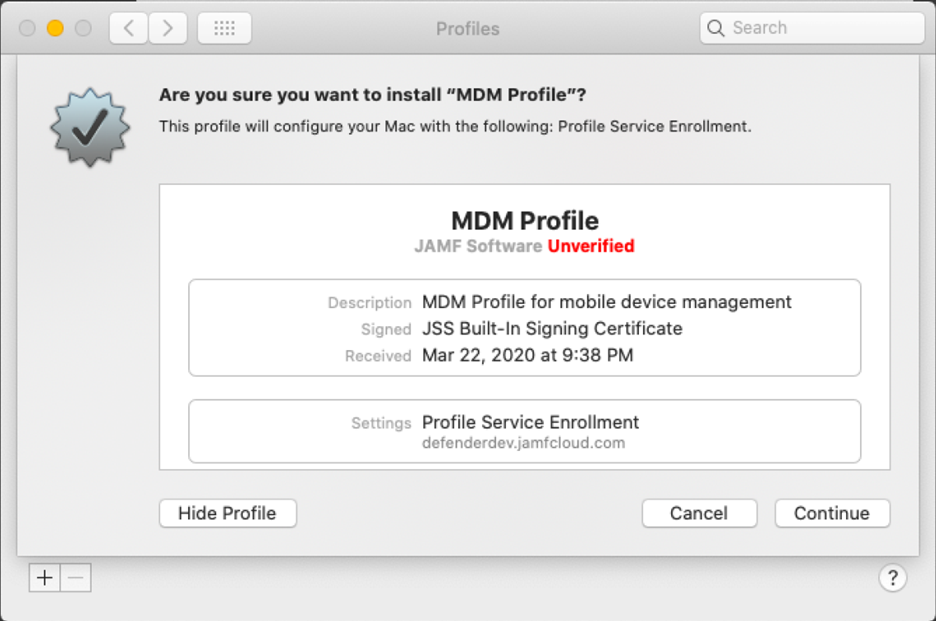 Profiles
Search
Are you sure you want to install “MDM Profile”?
This profile will configure your Mac with the following: Profile Service Enrollment.
MDM Profile
JAMF Software Unverified
Description MDM Profile for mobile device management
Signed JSS Built-In Signing Certificate
Received Mar 22, 2020 at 9:38 PM
Settings Profile Service Enrollment
defenderdev.jamfcloud.com
Hide Profile Cancel Continue
+ − ?